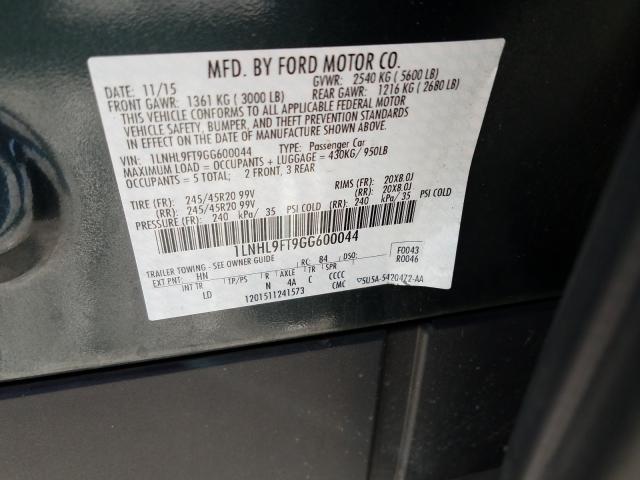 MFD. BY FORD MOTOR CO.
DATE: 11/15 GVWR: 2540 KG ( 5600 LB)
FRONT GAWR: 1361 KG ( 3000 LB) REAR GAWR: 1216 KG ( 2680 LB)
THIS VEHICLE CONFORMS TO ALL APPLICABLE FEDERAL MOTOR
VEHICLE SAFETY, BUMPER, AND THEFT PREVENTION STANDARDS
IN EFFECT ON THE DATE OF MANUFACTURE SHOWN ABOVE.
VIN: 1LNHL9FT9GG600044 TYPE: Passenger Car
MAXIMUM LOAD = OCCUPANTS + LUGGAGE = 430KG/ 950LB
OCCUPANTS = 5 TOTAL; 2 FRONT, 3 REAR
TIRE (FR): 245/45R20 99V RIMS (FR): 20X8.0J
(RR): 245/45R20 99V (RR): 20X8.0J
PRESSURE (FR): 240 kPa/ 35 PSI COLD (RR): 240 kPa/ 35 PSI COLD
1LNHL9FT9GG600044
TRAILER TOWING - SEE OWNER GUIDE RC: 84 DSO: F0043
EXT PNT: HN R AXLE TR SPR R0046
INT TR TP/PS N 4A C CCCC
LD 1201511241573 CMC 5U5A-5420472-AA